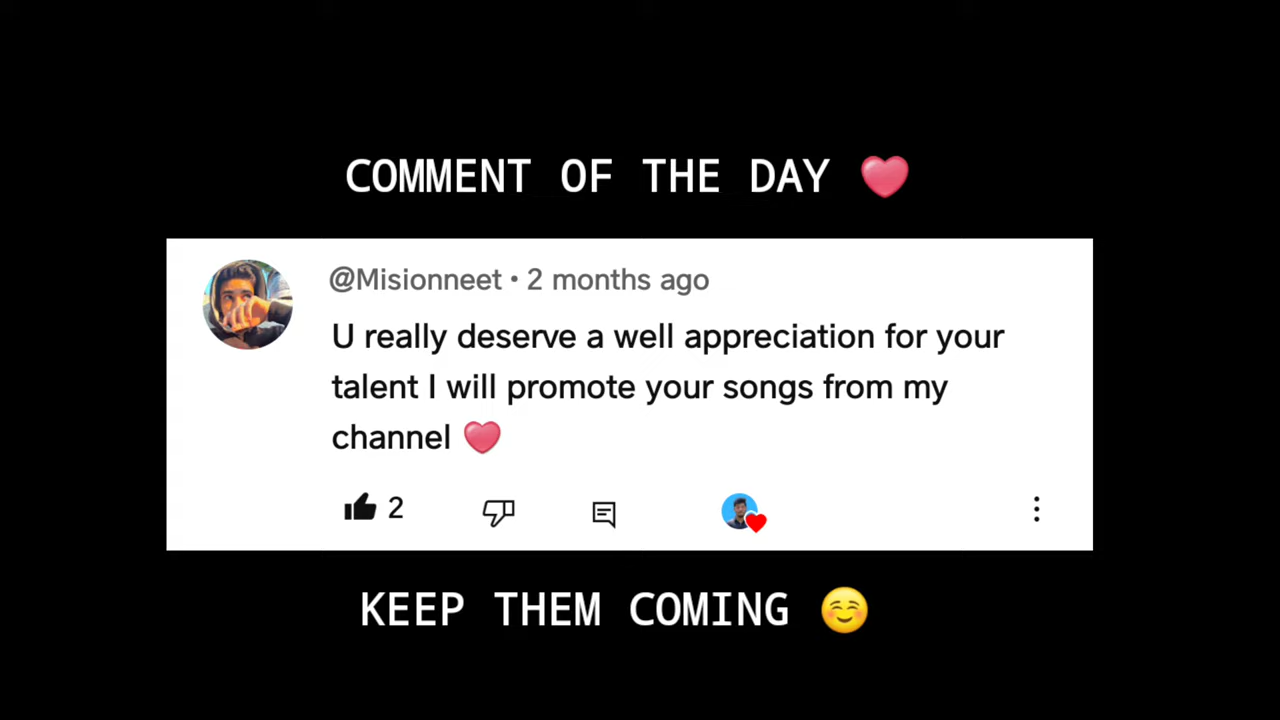 COMMENT OF THE DAY ❤️
@Misionneet • 2 months ago
U really deserve a well appreciation for your
talent I will promote your songs from my
channel ❤️
2
KEEP THEM COMING ☺️